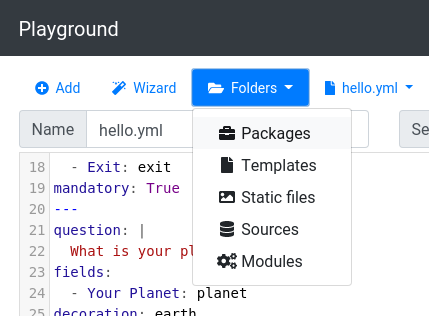 Playground
Add Wizard Folders hello.yml
Name hello.yml Se
Packages
Templates
Static files
Sources
Modules
18 - Exit: exit
19 mandatory: True
20 ---
21 question: |
22 What is your pl
23 fields:
24 - Your Planet: planet
25 decoration: earth